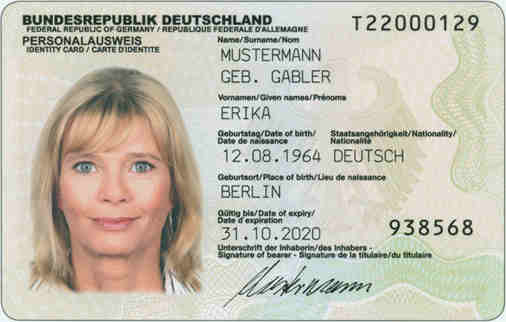 BUNDESREPUBLIK DEUTSCHLAND
FEDERAL REPUBLIC OF GERMANY / REPUBLIQUE FEDERALE D'ALLEMAGNE
T22000129
PERSONALAUSWEIS
IDENTITY CARD / CARTE D'IDENTITE
Name/Surname/Nom
MUSTERMANN
GEB. GABLER
Vornamen/Given names/Prénoms
ERIKA
Geburtstag/Date of birth/ Staatsangehörigkeit/Nationality/
Date de naissance Nationalité
12.08.1964 DEUTSCH
Geburtsort/Place of birth/Lieu de naissance
BERLIN
Gültig bis/Date of expiry/
Date d'expiration
31.10.2020 938568
Unterschrift der Inhaberin/des Inhabers -
Signature of bearer - Signature de la titulaire/du titulaire
Mustermann